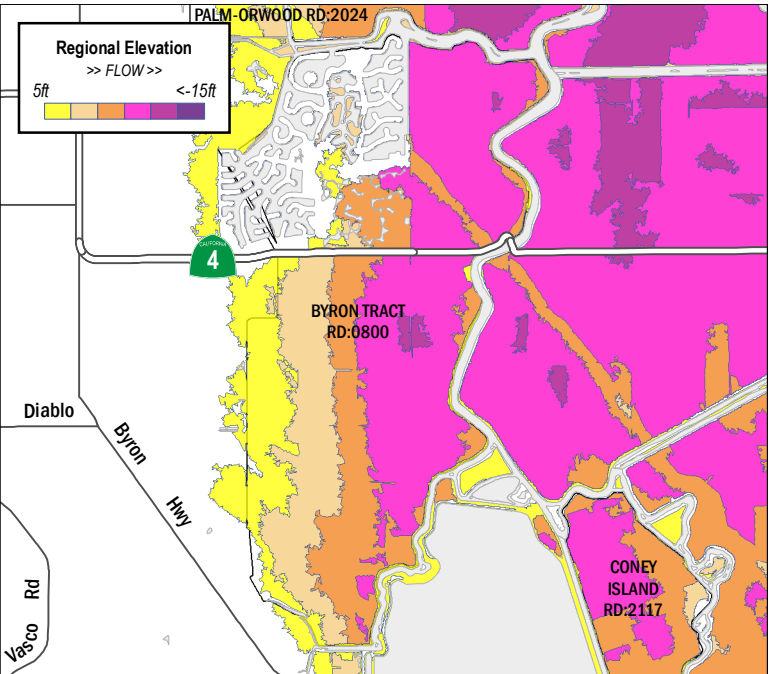 PALM-ORWOOD RD:2024
Regional Elevation
>> FLOW >>
5ft
<-15ft
CALIFORNIA
4
BYRON TRACT
RD:0800
Diablo
Byron
Hwy
CONEY
ISLAND
RD:2117
Vasco Rd